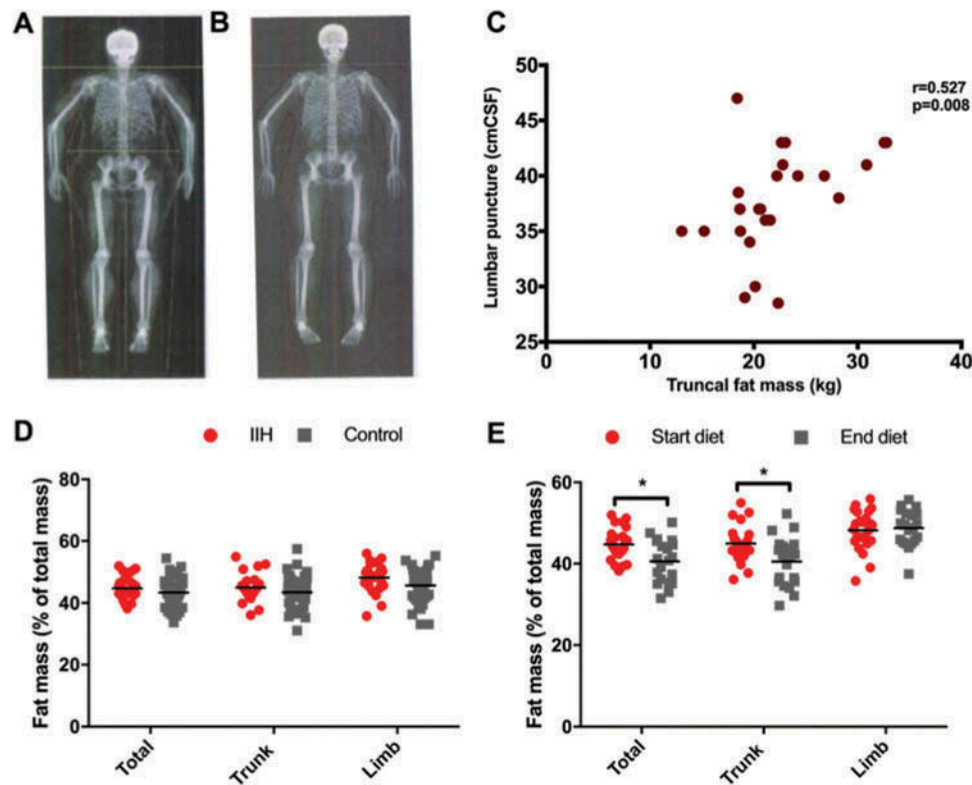 A
B
C
50
45
40
35
30
25
Lumbar puncture (cmCSF)
r=0.527
p=0.008
0
10
20
30
40
Truncal fat mass (kg)
D
IIH
Control
80
60
40
20
0
Fat mass (% of total mass)
Total
Trunk
Limb
E
Start diet
End diet
60
40
20
0
Fat mass (% of total mass)
*
*
Total
Trunk
Limb